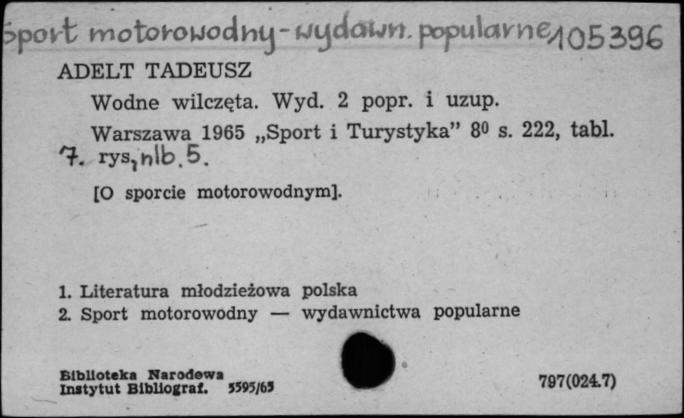 Sport motorowodny - wydawn. popularne 105396
ADELT TADEUSZ
Wodne wilczęta. Wyd. 2 popr. i uzup.
Warszawa 1965 „Sport i Turystyka” 8⁰ s. 222, tabl.
7. rys, nlb. 5.
[O sporcie motorowodnym].
1. Literatura młodzieżowa polska
2. Sport motorowodny — wydawnictwa popularne
Biblioteka Narodowa
Instytut Bibliograf. 5595/65
797(024.7)